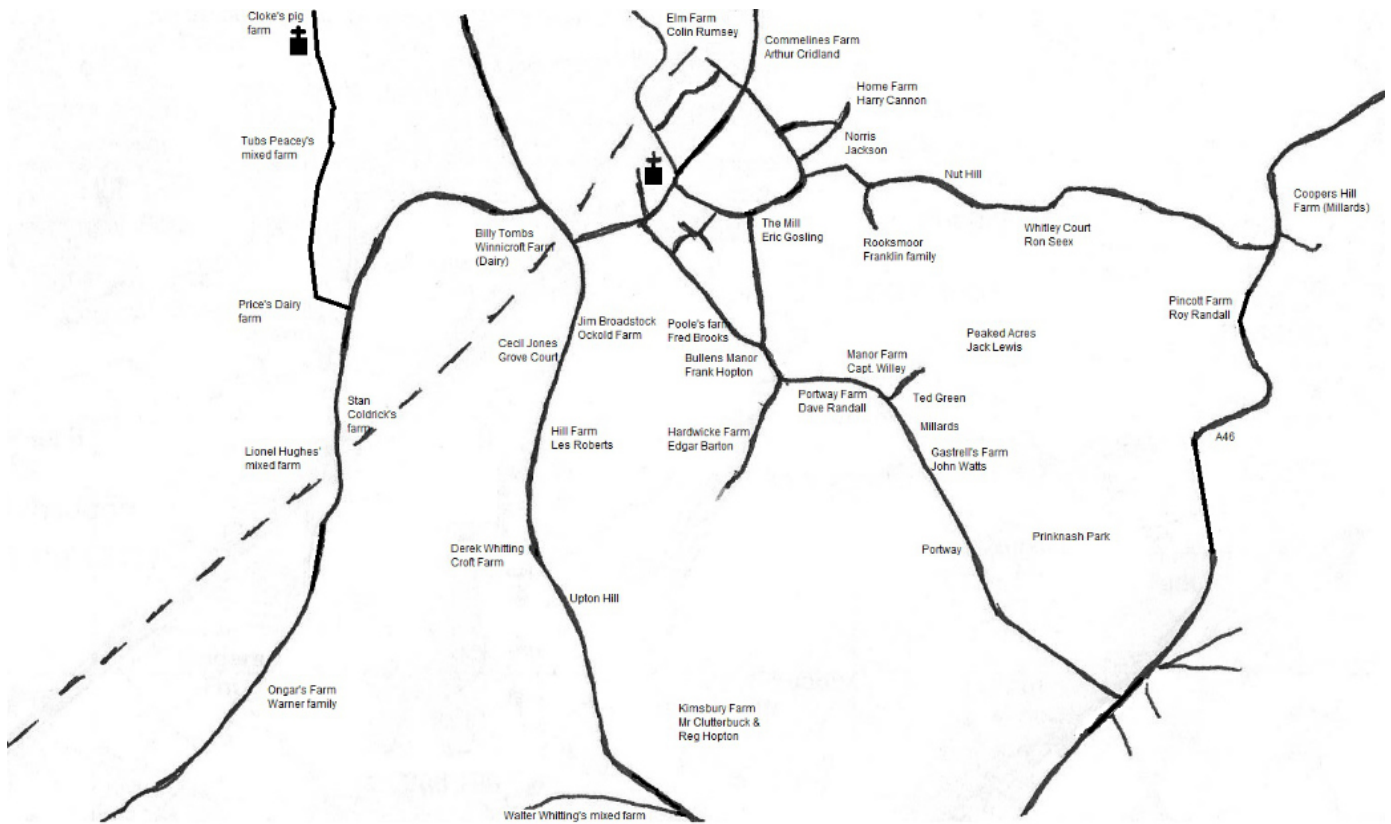 Cloke's pig
farm
Elm Farm
Colin Rumsey
Commelines Farm
Arthur Cridland
Home Farm
Harry Cannon
Tubs Peacey's
mixed farm
Norris
Jackson
Nut Hill
Coopers Hill
Farm (Millards)
Billy Tombs
Winnicroft Farm
(Dairy)
The Mill
Eric Gosling
Rooksmoor
Franklin family
Whitley Court
Ron Seex
Price's Dairy
farm
Pincott Farm
Roy Randall
Jim Broadstock
Ockold Farm
Poole's farm
Fred Brooks
Peaked Acres
Jack Lewis
Cecil Jones
Grove Court
Bullens Manor
Frank Hopton
Manor Farm
Capt. Willey
Stan
Coldrick's
farm
Portway Farm
Dave Randall
Ted Green
Hill Farm
Les Roberts
Hardwicke Farm
Edgar Barton
Millards
A46
Lionel Hughes'
mixed farm
Gastrell's Farm
John Watts
Derek Whitting
Croft Farm
Portway
Prinknash Park
Upton Hill
Ongar's Farm
Warner family
Kimsbury Farm
Mr Clutterbuck &
Reg Hopton
Walter Whitting's mixed farm